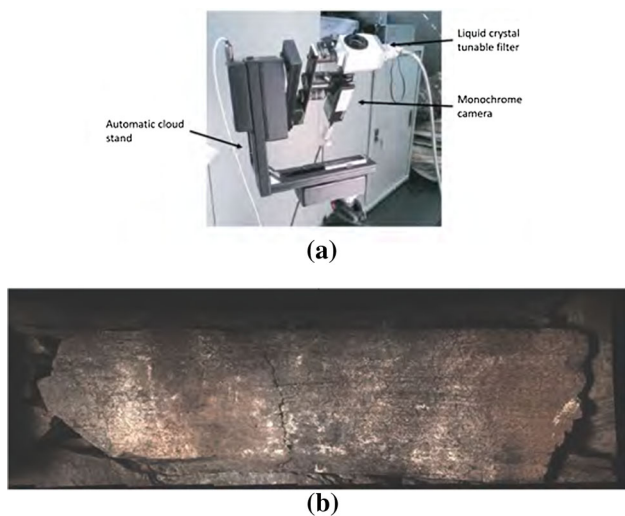 Liquid crystal
tunable filter
Monochrome
camera
Automatic cloud
stand
(a)
(b)